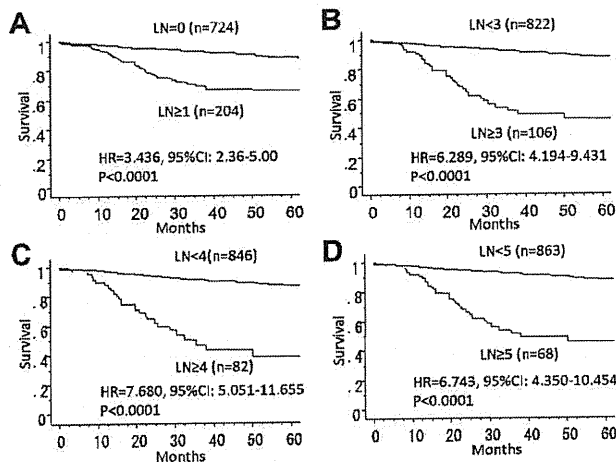 A
LN=0 (n=724)
1
.8
.6
.4
.2
0
Survival
LN≥1 (n=204)
HR=3.436, 95%CI: 2.36-5.00
P<0.0001
0 10 20 30 40 50 60
Months
B
LN<3 (n=822)
1
.8
.6
.4
.2
0
Survival
LN≥3 (n=106)
HR=6.289, 95%CI: 4.194-9.431
P<0.0001
0 10 20 30 40 50 60
Months
C
LN<4(n=846)
1
.8
.6
.4
.2
0
Survival
LN≥4 (n=82)
HR=7.680, 95%CI: 5.051-11.655
P<0.0001
0 10 20 30 40 50 60
Months
D
LN<5 (n=863)
1
.8
.6
.4
.2
0
Survival
LN≥5 (n=68)
HR=6.743, 95%CI: 4.350-10.454
P<0.0001
0 10 20 30 40 50 60
Months